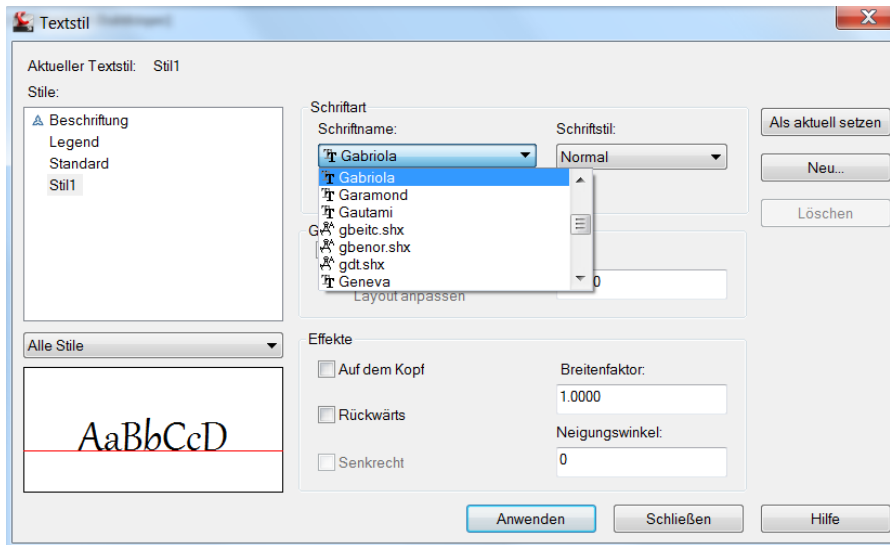 Textstil
Aktueller Textstil: Stil1
Stile:
Beschriftung
Legend
Standard
Stil1
Alle Stile
AaBbCcD
Schriftart
Schriftname:
Gabriola
Gabriola
Garamond
Gautami
gbeitc.shx
gbenor.shx
gdt.shx
Geneva
Layout anpassen
Schriftstil:
Normal
Effekte
Auf dem Kopf
Rückwärts
Senkrecht
Breitenfaktor:
1.0000
Neigungswinkel:
0
Als aktuell setzen
Neu...
Löschen
Anwenden
Schließen
Hilfe